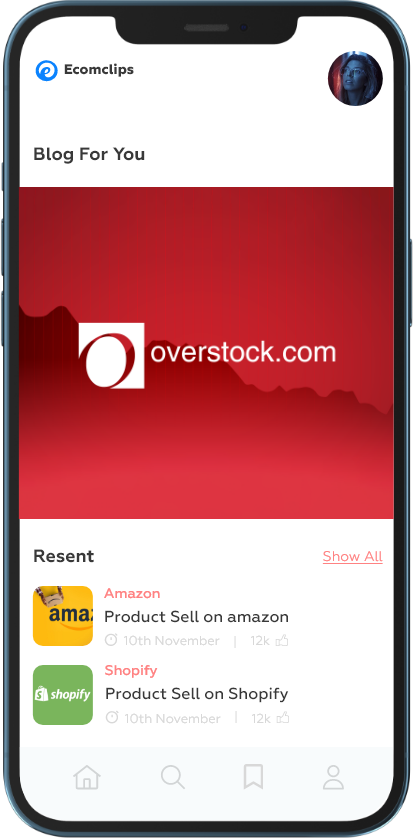 Ecomclips
Blog For You
overstock.com
Resent
Show All
Amazon
Product Sell on amazon
10th November | 12k
amaz
Shopify
Product Sell on Shopify
10th November | 12k
shopify